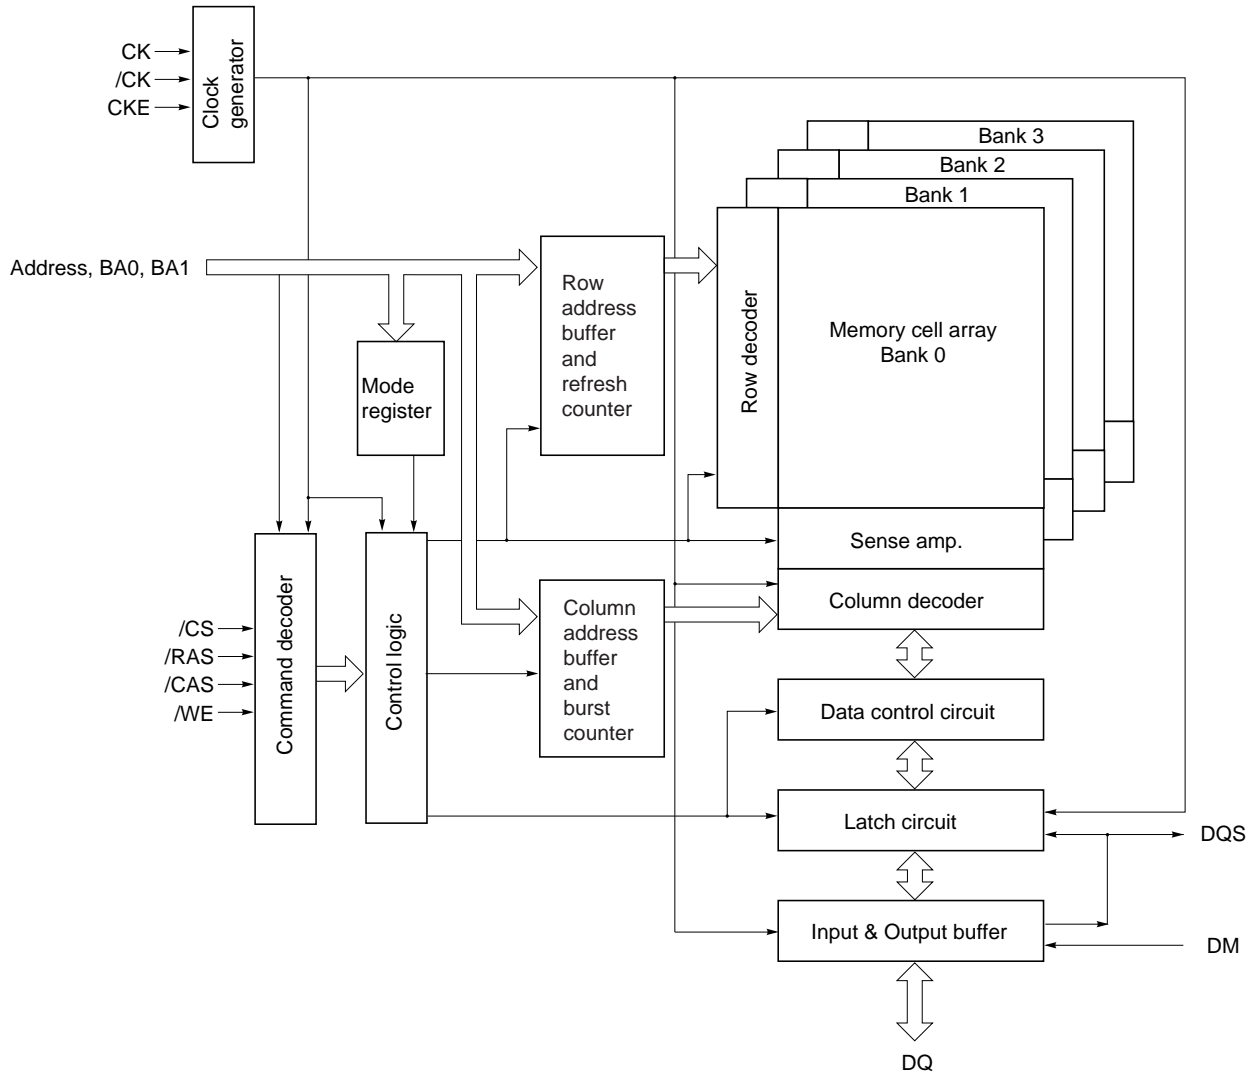 CK
/CK
CKE
Clock
generator
Bank 3
Bank 2
Bank 1
Address, BA0, BA1
Row
address
buffer
and
refresh
counter
Row decoder
Memory cell array
Bank 0
Mode
register
Sense amp.
Column decoder
/CS
/RAS
/CAS
/WE
Command decoder
Control logic
Column
address
buffer
and
burst
counter
Data control circuit
Latch circuit
DQS
Input & Output buffer
DM
DQ